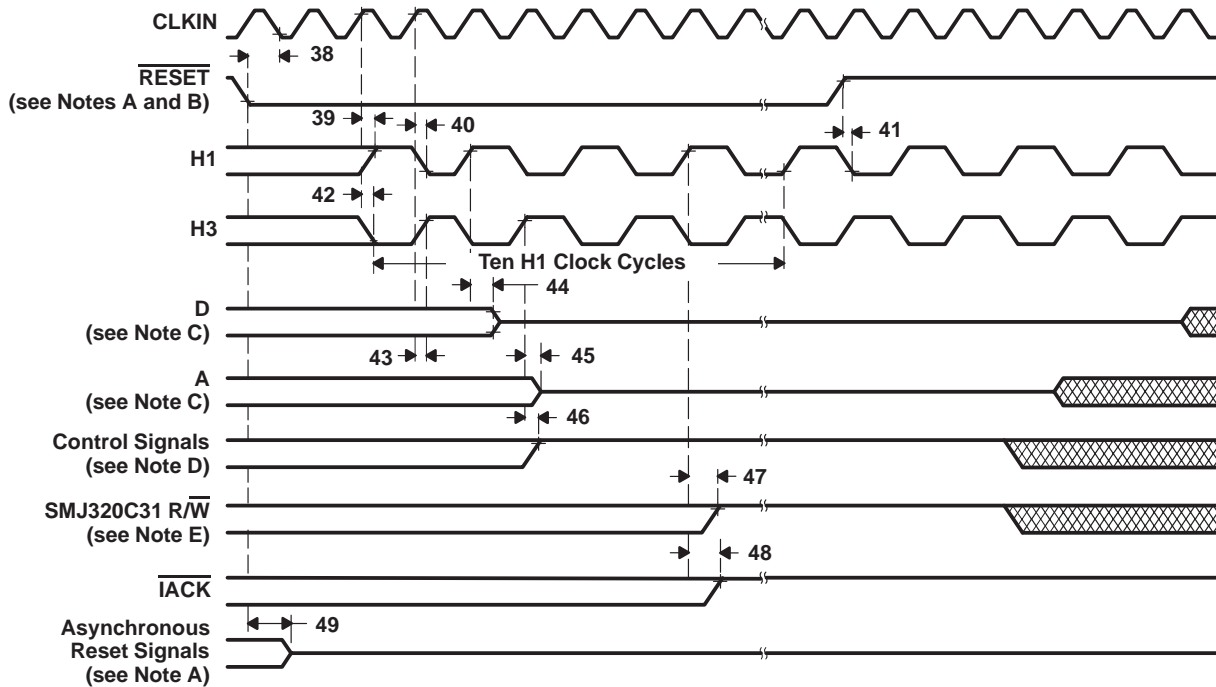 CLKIN
38
RESET
(see Notes A and B)
39
40
41
H1
42
H3
Ten H1 Clock Cycles
44
D
(see Note C)
43
45
A
(see Note C)
46
Control Signals
(see Note D)
47
SMJ320C31 R/W
(see Note E)
48
IACK
49
Asynchronous
Reset Signals
(see Note A)